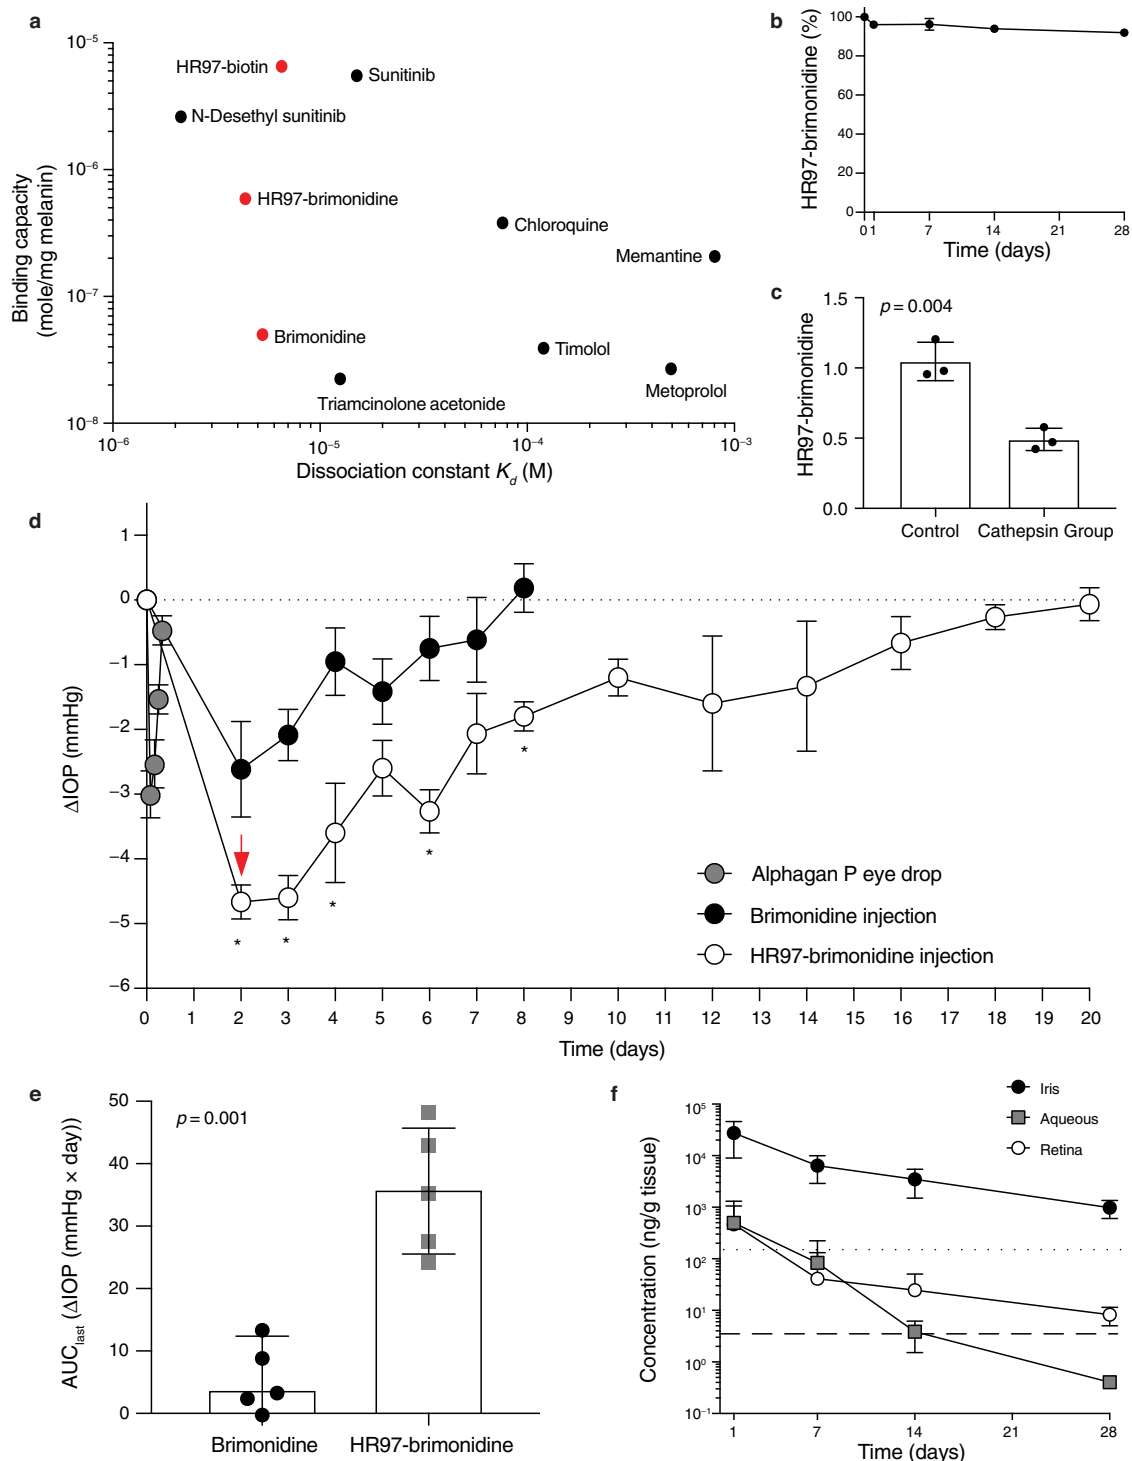 a
10⁻⁵
10⁻⁶
10⁻⁷
10⁻⁸
Binding capacity
(mole/mg melanin)
HR97-biotin
Sunitinib
N-Desethyl sunitinib
HR97-brimonidine
Chloroquine
Memantine
Brimonidine
Timolol
Metoprolol
Triamcinolone acetonide
10⁻⁶ 10⁻⁵ 10⁻⁴ 10⁻³
Dissociation constant K_d (M)
b
HR97-brimonidine (%)
100
80
60
40
20
0
0 1 7 14 21 28
Time (days)
c
HR97-brimonidine
1.5
1.0
0.5
0.0
p = 0.004
Control Cathepsin Group
d
ΔIOP (mmHg)
1
0
−1
−2
−3
−4
−5
−6
*
*
*
*
*
Alphagan P eye drop
Brimonidine injection
HR97-brimonidine injection
0 1 2 3 4 5 6 7 8 9 10 11 12 13 14 15 16 17 18 19 20
Time (days)
e
AUC_last (ΔIOP (mmHg × day))
50
40
30
20
10
0
p = 0.001
Brimonidine HR97-brimonidine
f
Iris
Aqueous
Retina
Concentration (ng/g tissue)
10⁵
10⁴
10³
10²
10¹
10⁰
10⁻¹
1 7 14 21 28
Time (days)